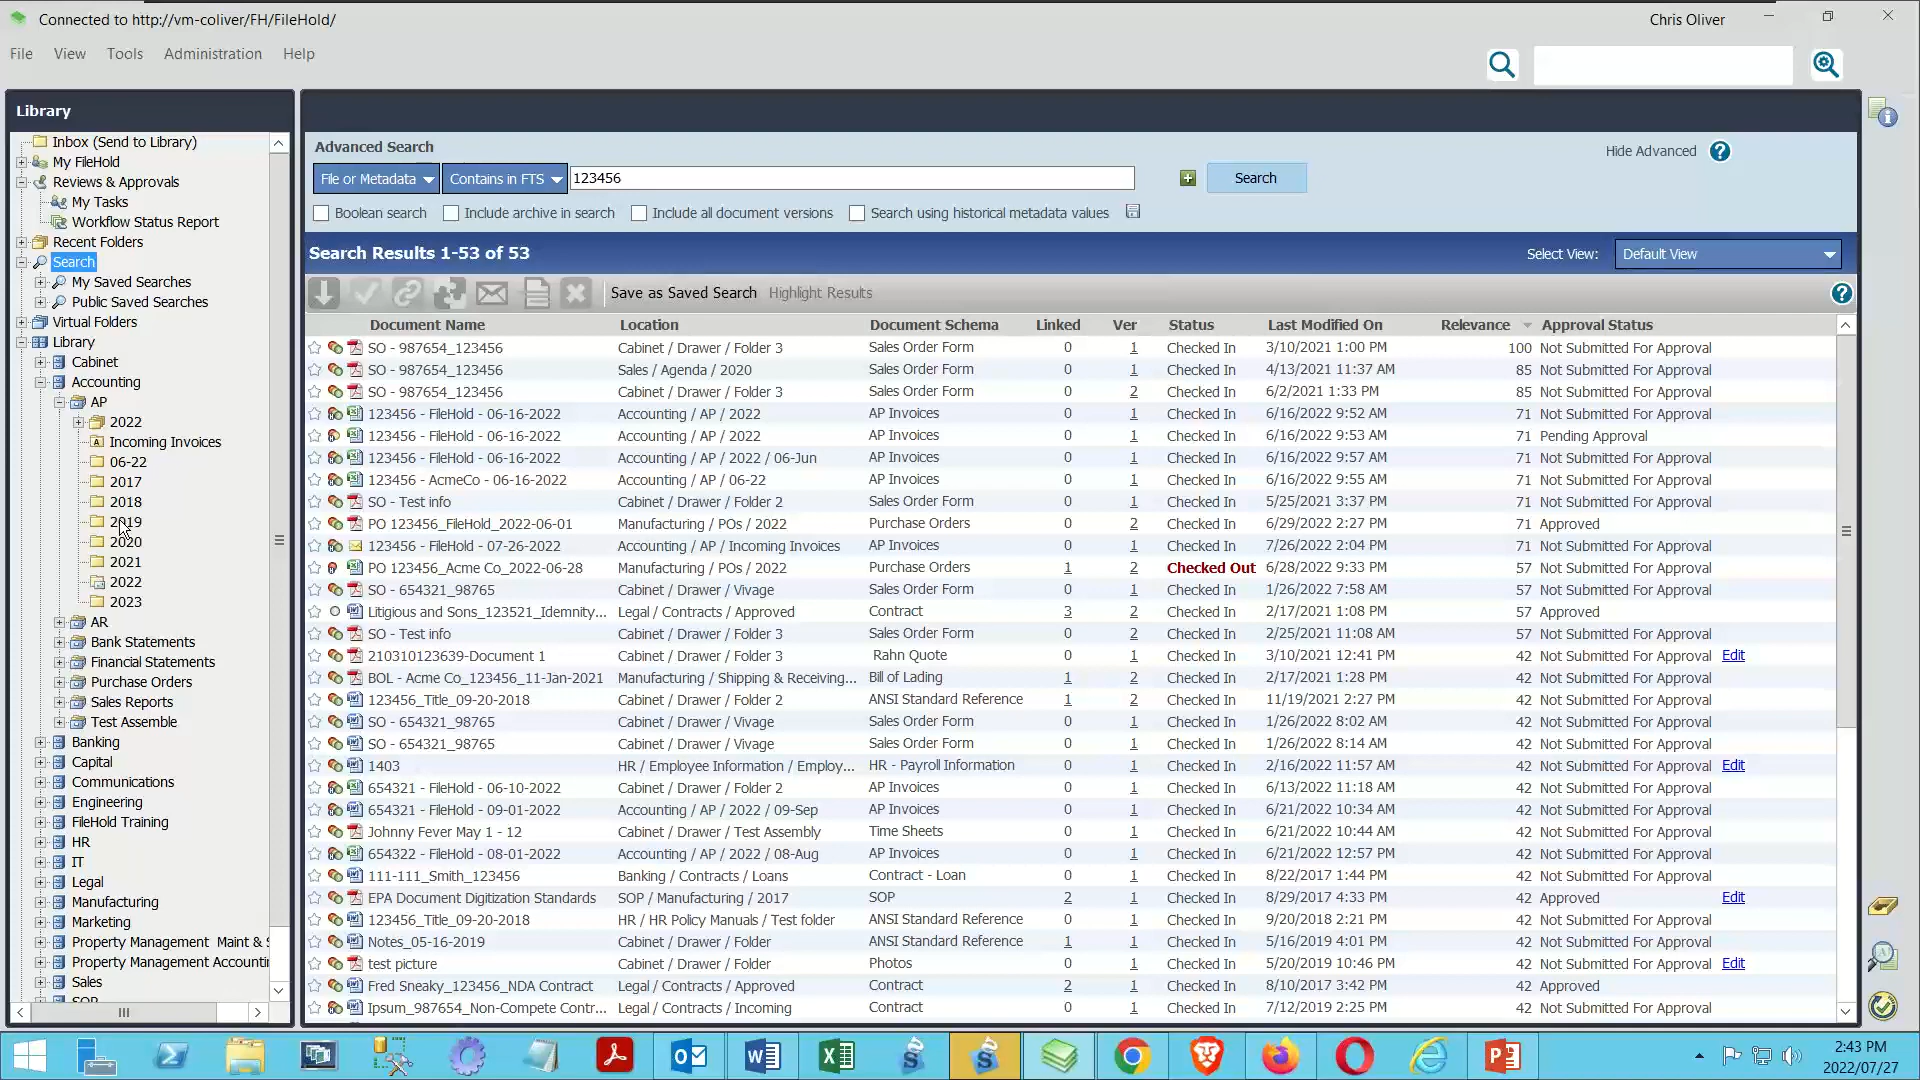 Connected to http://vm-coliver/FH/FileHold/
Chris Oliver
File View Tools Administration Help
Library
Inbox (Send to Library)
My FileHold
Reviews & Approvals
My Tasks
Workflow Status Report
Recent Folders
Search
My Saved Searches
Public Saved Searches
Virtual Folders
Library
Cabinet
Accounting
AP
2022
Incoming Invoices
06-22
2017
2018
2019
2020
2021
2022
2023
AR
Bank Statements
Financial Statements
Purchase Orders
Sales Reports
Test Assemble
Banking
Capital
Communications
Engineering
FileHold Training
HR
IT
Legal
Manufacturing
Marketing
Property Management Maint &
Property Management Accounti
Sales
SOP
Advanced Search
Hide Advanced
File or Metadata Contains in FTS 123456 Search
Boolean search Include archive in search Include all document versions Search using historical metadata values
Search Results 1-53 of 53
Select View: Default View
Save as Saved Search Highlight Results
Document Name Location Document Schema Linked Ver Status Last Modified On Relevance Approval Status
SO - 987654_123456 Cabinet / Drawer / Folder 3 Sales Order Form 0 1 Checked In 3/10/2021 1:00 PM 100 Not Submitted For Approval
SO - 987654_123456 Sales / Agenda / 2020 Sales Order Form 0 1 Checked In 4/13/2021 11:37 AM 85 Not Submitted For Approval
SO - 987654_123456 Cabinet / Drawer / Folder 3 Sales Order Form 0 2 Checked In 6/2/2021 1:33 PM 85 Not Submitted For Approval
123456 - FileHold - 06-16-2022 Accounting / AP / 2022 AP Invoices 0 1 Checked In 6/16/2022 9:52 AM 71 Not Submitted For Approval
123456 - FileHold - 06-16-2022 Accounting / AP / 2022 AP Invoices 0 1 Checked In 6/16/2022 9:53 AM 71 Pending Approval
123456 - FileHold - 06-16-2022 Accounting / AP / 2022 / 06-Jun AP Invoices 0 1 Checked In 6/16/2022 9:57 AM 71 Not Submitted For Approval
123456 - AcmeCo - 06-16-2022 Accounting / AP / 06-22 AP Invoices 0 1 Checked In 6/16/2022 9:55 AM 71 Not Submitted For Approval
SO - Test info Cabinet / Drawer / Folder 2 Sales Order Form 0 1 Checked In 5/25/2021 3:37 PM 71 Not Submitted For Approval
PO 123456_FileHold_2022-06-01 Manufacturing / POs / 2022 Purchase Orders 0 2 Checked In 6/29/2022 2:27 PM 71 Approved
123456 - FileHold - 07-26-2022 Accounting / AP / Incoming Invoices AP Invoices 0 1 Checked In 7/26/2022 2:04 PM 71 Not Submitted For Approval
PO 123456_Acme Co_2022-06-28 Manufacturing / POs / 2022 Purchase Orders 1 2 Checked Out 6/28/2022 9:33 PM 57 Not Submitted For Approval
SO - 654321_98765 Cabinet / Drawer / Vivage Sales Order Form 0 1 Checked In 1/26/2022 7:58 AM 57 Not Submitted For Approval
Litigious and Sons_123521_Idemnity... Legal / Contracts / Approved Contract 3 2 Checked In 2/17/2021 1:08 PM 57 Approved
SO - Test info Cabinet / Drawer / Folder 3 Sales Order Form 0 2 Checked In 2/25/2021 11:08 AM 57 Not Submitted For Approval
210310123639-Document 1 Cabinet / Drawer / Folder 3 Rahn Quote 0 1 Checked In 3/10/2021 12:41 PM 42 Not Submitted For Approval Edit
BOL - Acme Co_123456_11-Jan-2021 Manufacturing / Shipping & Receiving... Bill of Lading 1 2 Checked In 2/17/2021 1:28 PM 42 Not Submitted For Approval
123456_Title_09-20-2018 Cabinet / Drawer / Folder 2 ANSI Standard Reference 1 2 Checked In 11/19/2021 2:27 PM 42 Not Submitted For Approval
SO - 654321_98765 Cabinet / Drawer / Vivage Sales Order Form 0 1 Checked In 1/26/2022 8:02 AM 42 Not Submitted For Approval
SO - 654321_98765 Cabinet / Drawer / Vivage Sales Order Form 0 1 Checked In 1/26/2022 8:14 AM 42 Not Submitted For Approval
1403 HR / Employee Information / Employ... HR - Payroll Information 0 1 Checked In 2/16/2022 11:57 AM 42 Not Submitted For Approval Edit
654321 - FileHold - 06-10-2022 Cabinet / Drawer / Folder 2 AP Invoices 0 1 Checked In 6/13/2022 11:18 AM 42 Not Submitted For Approval
654321 - FileHold - 09-01-2022 Accounting / AP / 2022 / 09-Sep AP Invoices 0 1 Checked In 6/21/2022 10:34 AM 42 Not Submitted For Approval
Johnny Fever May 1 - 12 Cabinet / Drawer / Test Assembly Time Sheets 0 1 Checked In 6/21/2022 10:44 AM 42 Not Submitted For Approval
654322 - FileHold - 08-01-2022 Accounting / AP / 2022 / 08-Aug AP Invoices 0 1 Checked In 6/21/2022 12:57 PM 42 Not Submitted For Approval
111-111_Smith_123456 Banking / Contracts / Loans Contract - Loan 0 1 Checked In 8/22/2017 1:44 PM 42 Not Submitted For Approval
EPA Document Digitization Standards SOP / Manufacturing / 2017 SOP 2 1 Checked In 8/29/2017 4:33 PM 42 Approved Edit
123456_Title_09-20-2018 HR / HR Policy Manuals / Test folder ANSI Standard Reference 0 1 Checked In 9/20/2018 2:21 PM 42 Not Submitted For Approval
Notes_05-16-2019 Cabinet / Drawer / Folder ANSI Standard Reference 1 1 Checked In 5/16/2019 4:01 PM 42 Not Submitted For Approval
test picture Cabinet / Drawer / Folder Photos 0 1 Checked In 5/20/2019 10:46 PM 42 Not Submitted For Approval Edit
Fred Sneaky_123456_NDA Contract Legal / Contracts / Approved Contract 2 1 Checked In 8/10/2017 3:42 PM 42 Approved
Ipsum_987654_Non-Compete Contr... Legal / Contracts / Incoming Contract 0 1 Checked In 7/12/2019 2:25 PM 42 Not Submitted For Approval
2:43 PM
2022/07/27